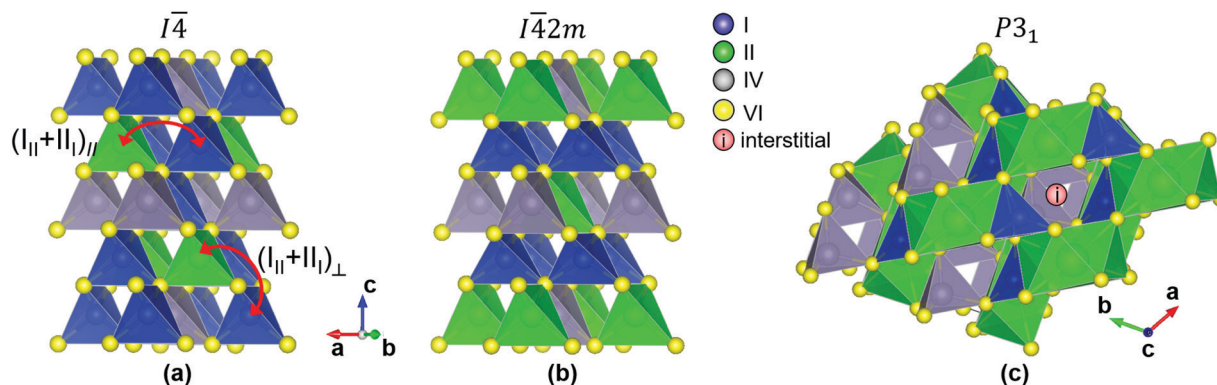 I4̅
I4̅2m
P3₁
I
II
IV
VI
i interstitial
i
(I_II+II_I)_//
(I_II+II_I)_⊥
c
a
b
a
b
c
(a)
(b)
(c)